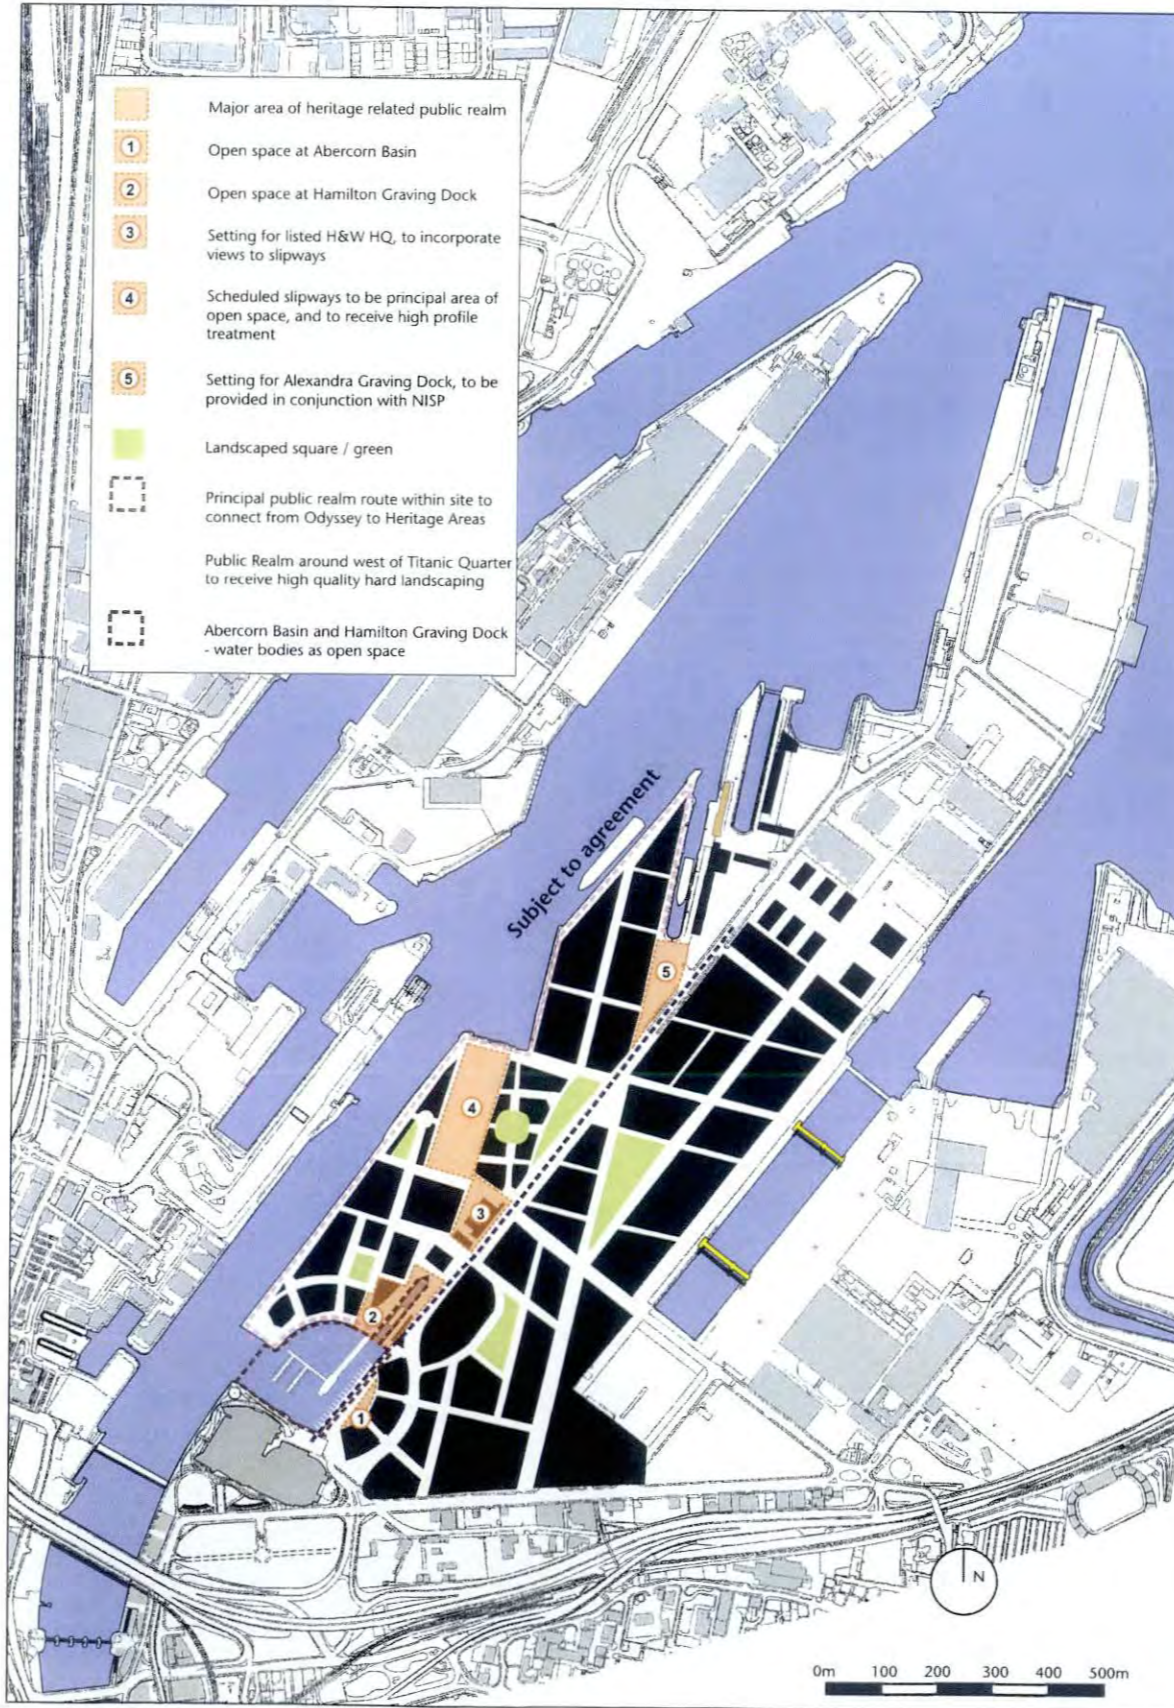 Major area of heritage related public realm
1
Open space at Abercorn Basin
2
Open space at Hamilton Graving Dock
3
Setting for listed H&W HQ, to incorporate
views to slipways
4
Scheduled slipways to be principal area of
open space, and to receive high profile
treatment
5
Setting for Alexandra Graving Dock, to be
provided in conjunction with NISP
Landscaped square / green
Principal public realm route within site to
connect from Odyssey to Heritage Areas
Public Realm around west of Titanic Quarter
to receive high quality hard landscaping
Abercorn Basin and Hamilton Graving Dock
- water bodies as open space
Subject to agreement
5
4
3
2
1
N
0m 100 200 300 400 500m